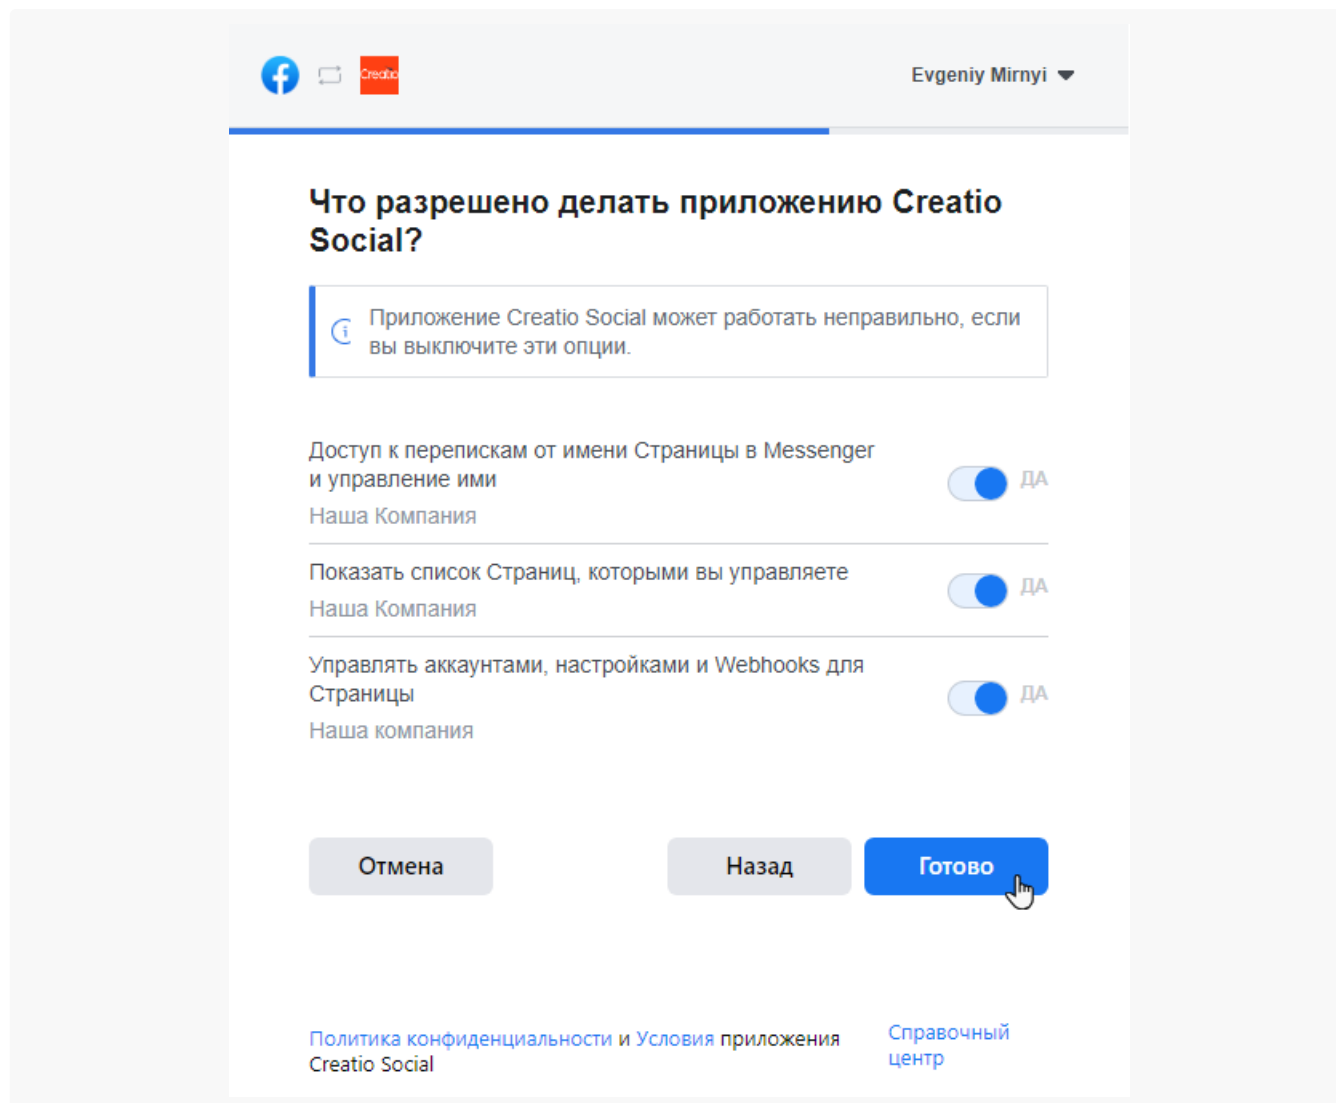 Creatio
Evgeniy Mirnyi
Что разрешено делать приложению Creatio
Social?
Приложение Creatio Social может работать неправильно, если
вы выключите эти опции.
Доступ к перепискам от имени Страницы в Messenger
и управление ими
ДА
Наша Компания
Показать список Страниц, которыми вы управляете
ДА
Наша Компания
Управлять аккаунтами, настройками и Webhooks для
Страницы
ДА
Наша компания
Отмена
Назад
Готово
Политика конфиденциальности и Условия приложения
Creatio Social
Справочный
центр